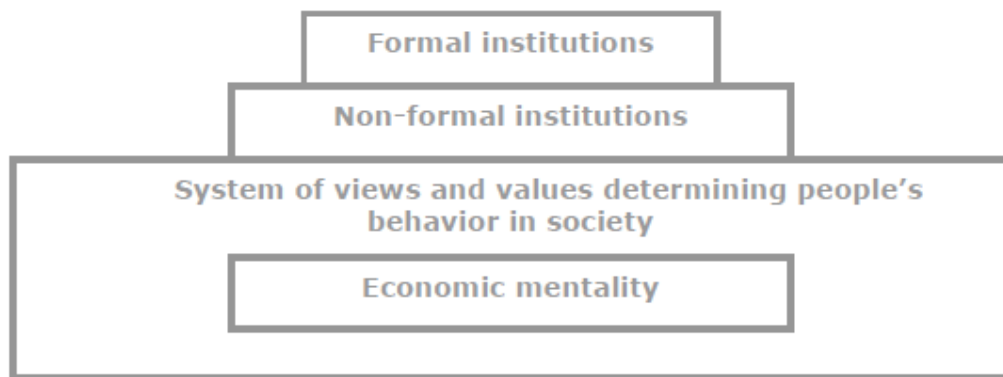 Formal institutions
Non-formal institutions
System of views and values determining people's
behavior in society
Economic mentality